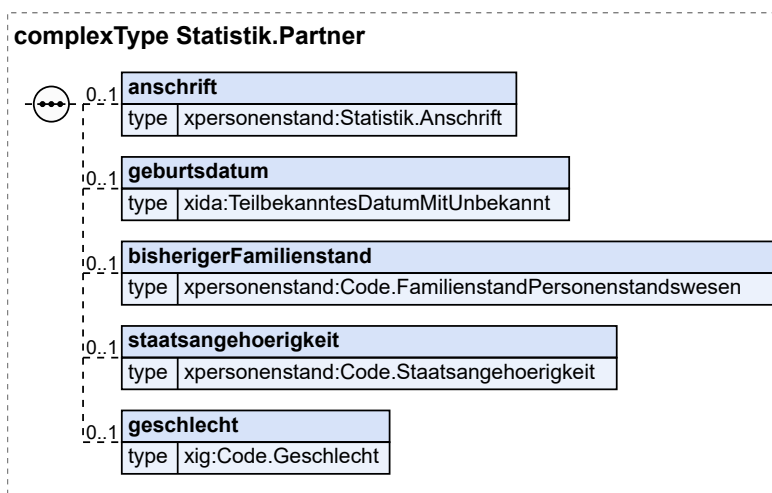 complexType Statistik.Partner
0..1 anschrift
type xpersonenstand:Statistik.Anschrift
0..1 geburtsdatum
type xida:TeilbekanntesDatumMitUnbekannt
0..1 bisherigerFamilienstand
type xpersonenstand:Code.FamilienstandPersonenstandswesen
0..1 staatsangehoerigkeit
type xpersonenstand:Code.Staatsangehoerigkeit
0..1 geschlecht
type xig:Code.Geschlecht